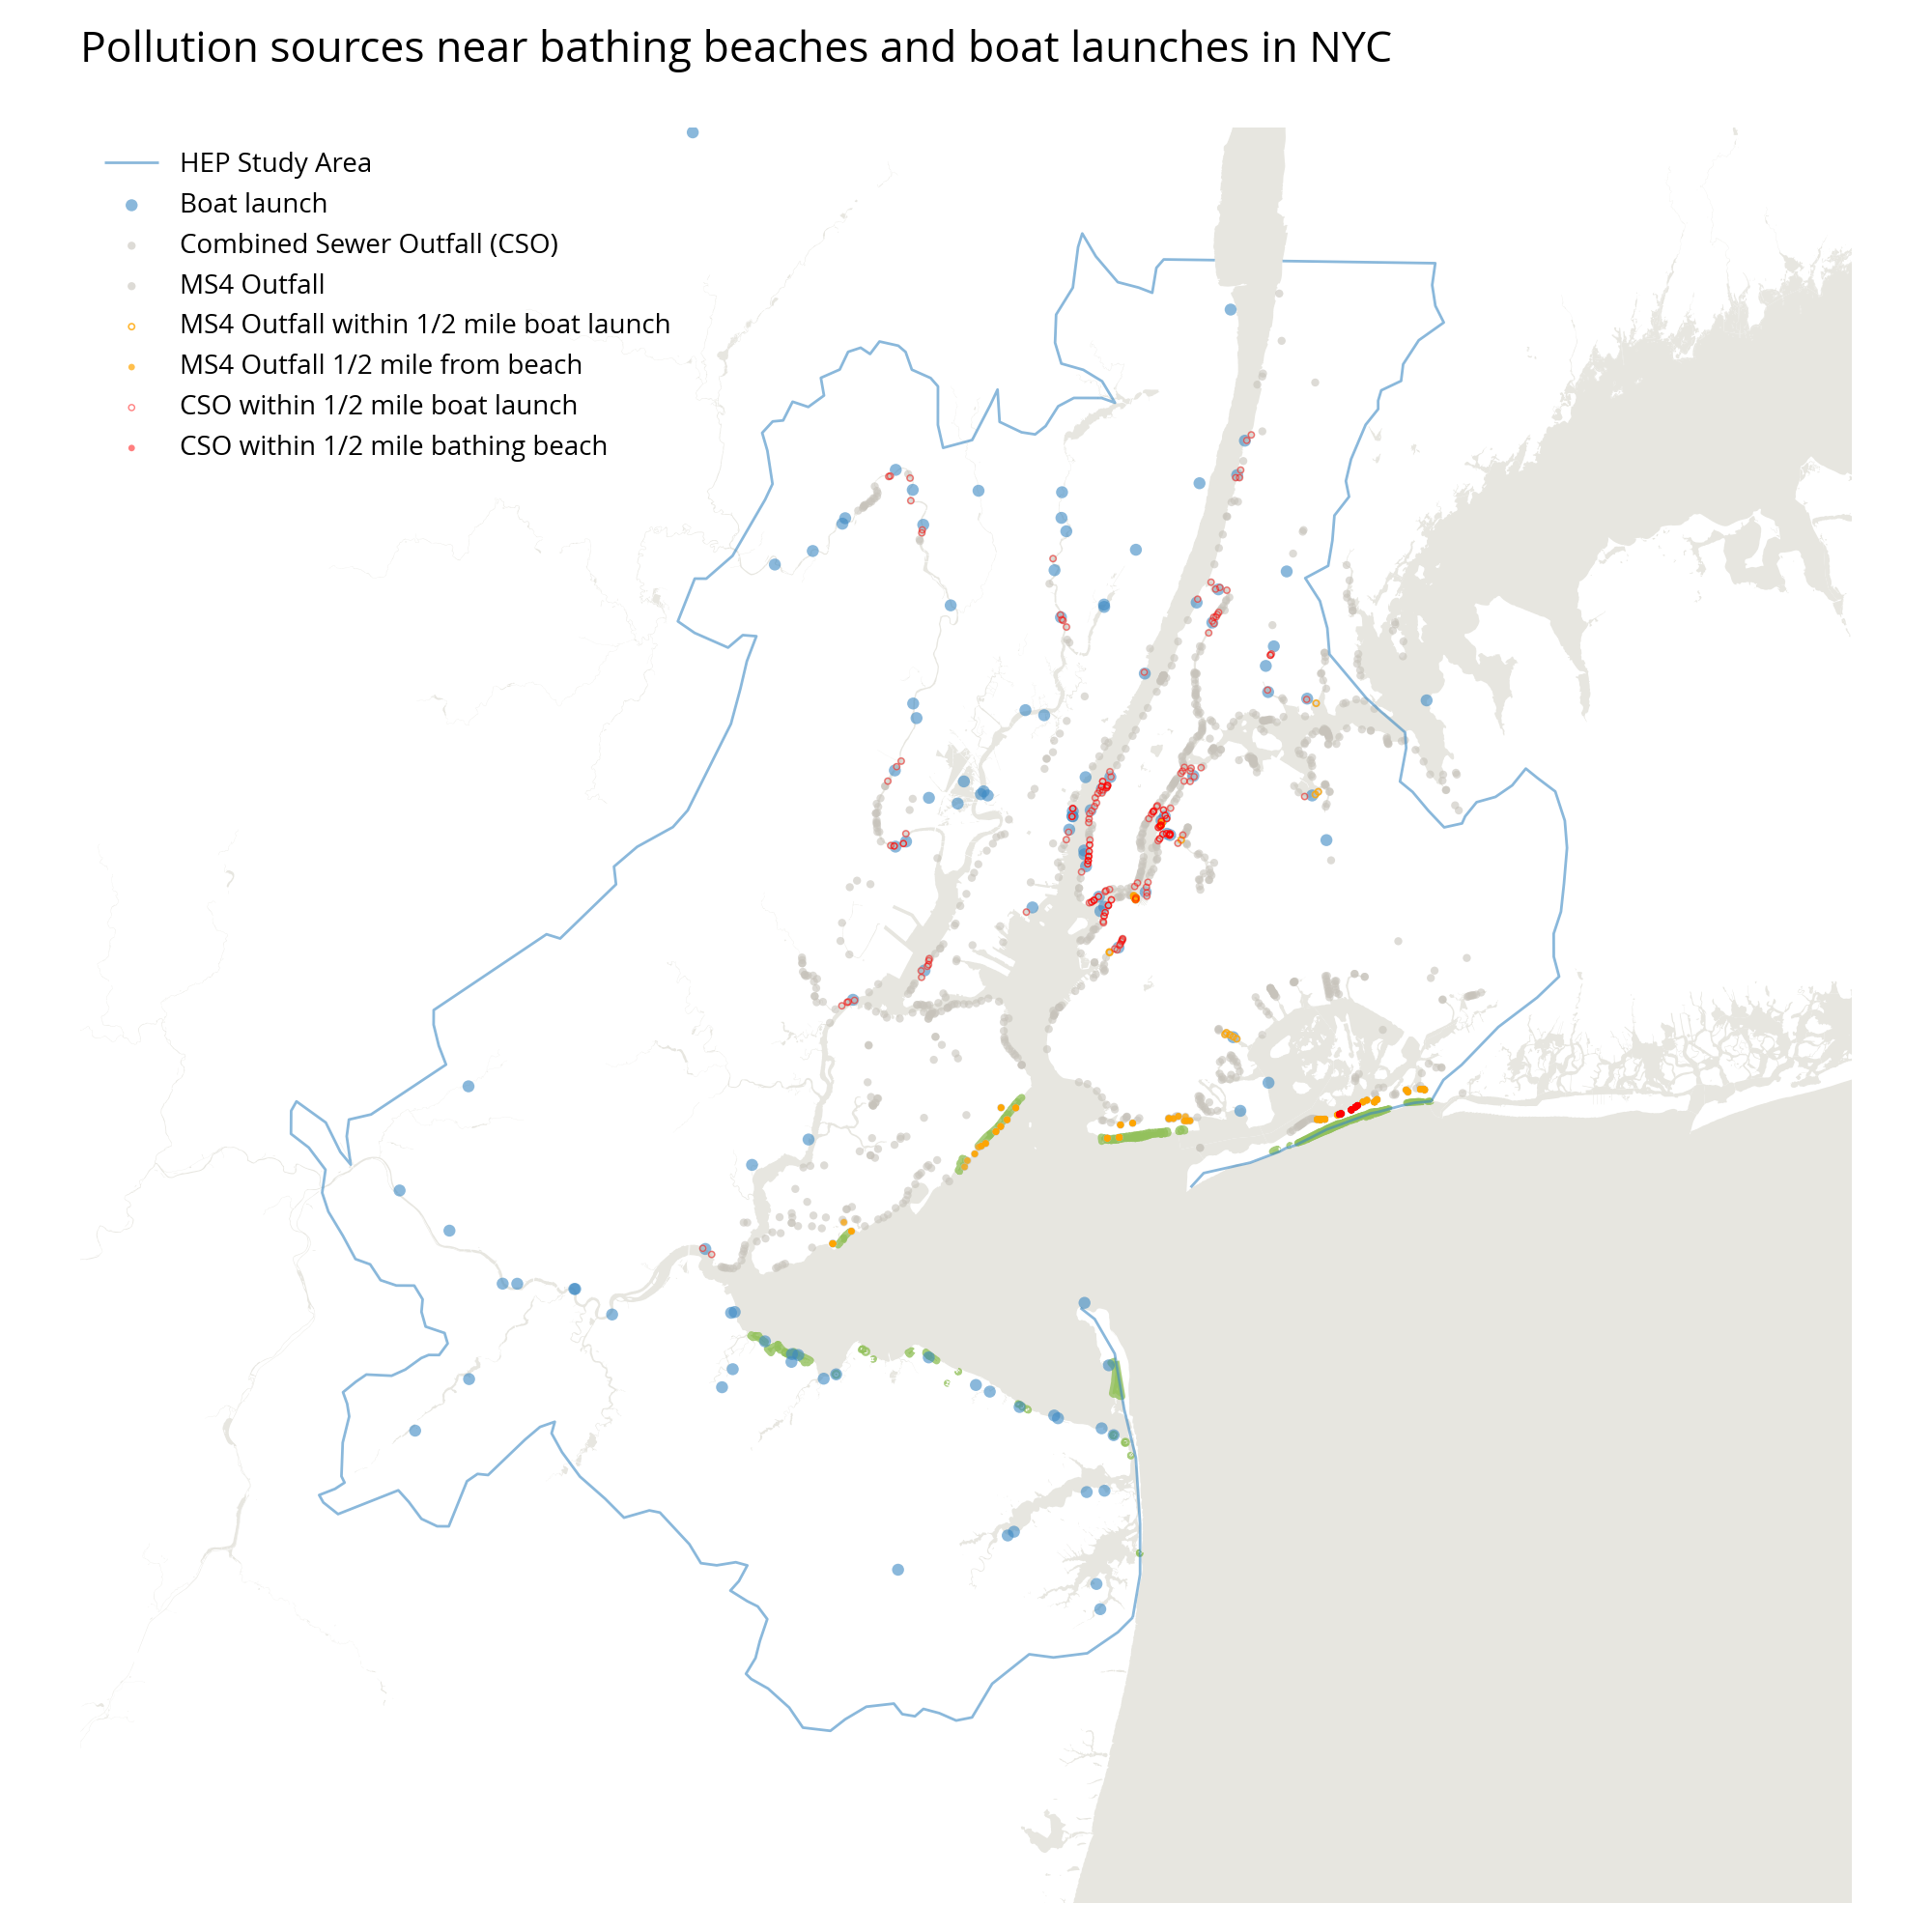 Pollution sources near bathing beaches and boat launches in NYC
HEP Study Area
Boat launch
Combined Sewer Outfall (CSO)
MS4 Outfall
MS4 Outfall within 1/2 mile boat launch
MS4 Outfall 1/2 mile from beach
CSO within 1/2 mile boat launch
CSO within 1/2 mile bathing beach